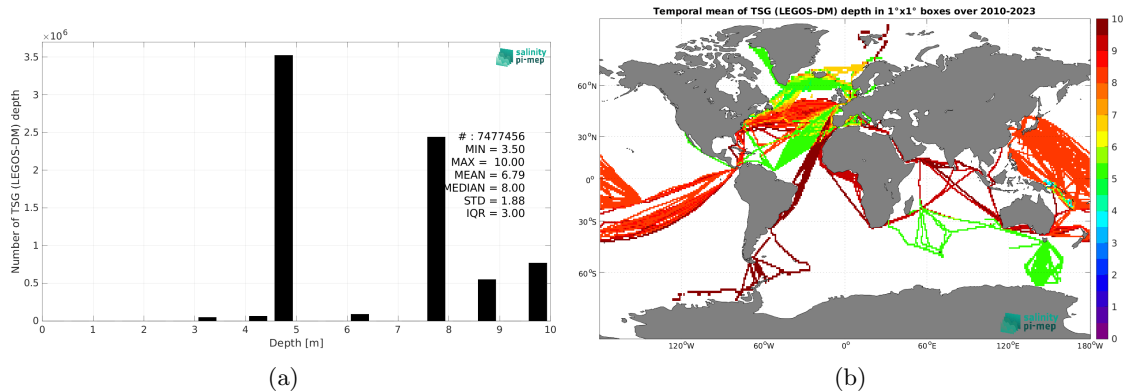 ×10⁶
3.5
3
2.5
2
1.5
1
0.5
0
Number of TSG (LEGOS-DM) depth
salinity
pi-mep
# : 7477456
MIN = 3.50
MAX = 10.00
MEAN = 6.79
MEDIAN = 8.00
STD = 1.88
IQR = 3.00
0 1 2 3 4 5 6 7 8 9 10
Depth [m]
(a)
Temporal mean of TSG (LEGOS-DM) depth in 1°x1° boxes over 2010-2023
60°N
30°N
0°
30°S
60°S
120°W 60°W 0° 60°E 120°E 180°W
salinity
pi-mep
10
9
8
7
6
5
4
3
2
1
0
(b)